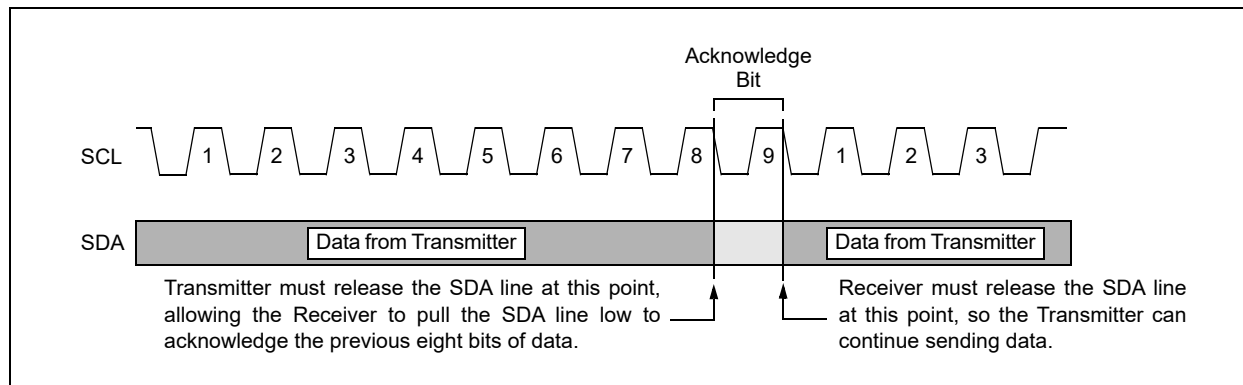 Acknowledge
Bit
SCL
1 2 3 4 5 6 7 8 9 1 2 3
SDA
Data from Transmitter
Data from Transmitter
Transmitter must release the SDA line at this point,
allowing the Receiver to pull the SDA line low to
acknowledge the previous eight bits of data.
Receiver must release the SDA line
at this point, so the Transmitter can
continue sending data.